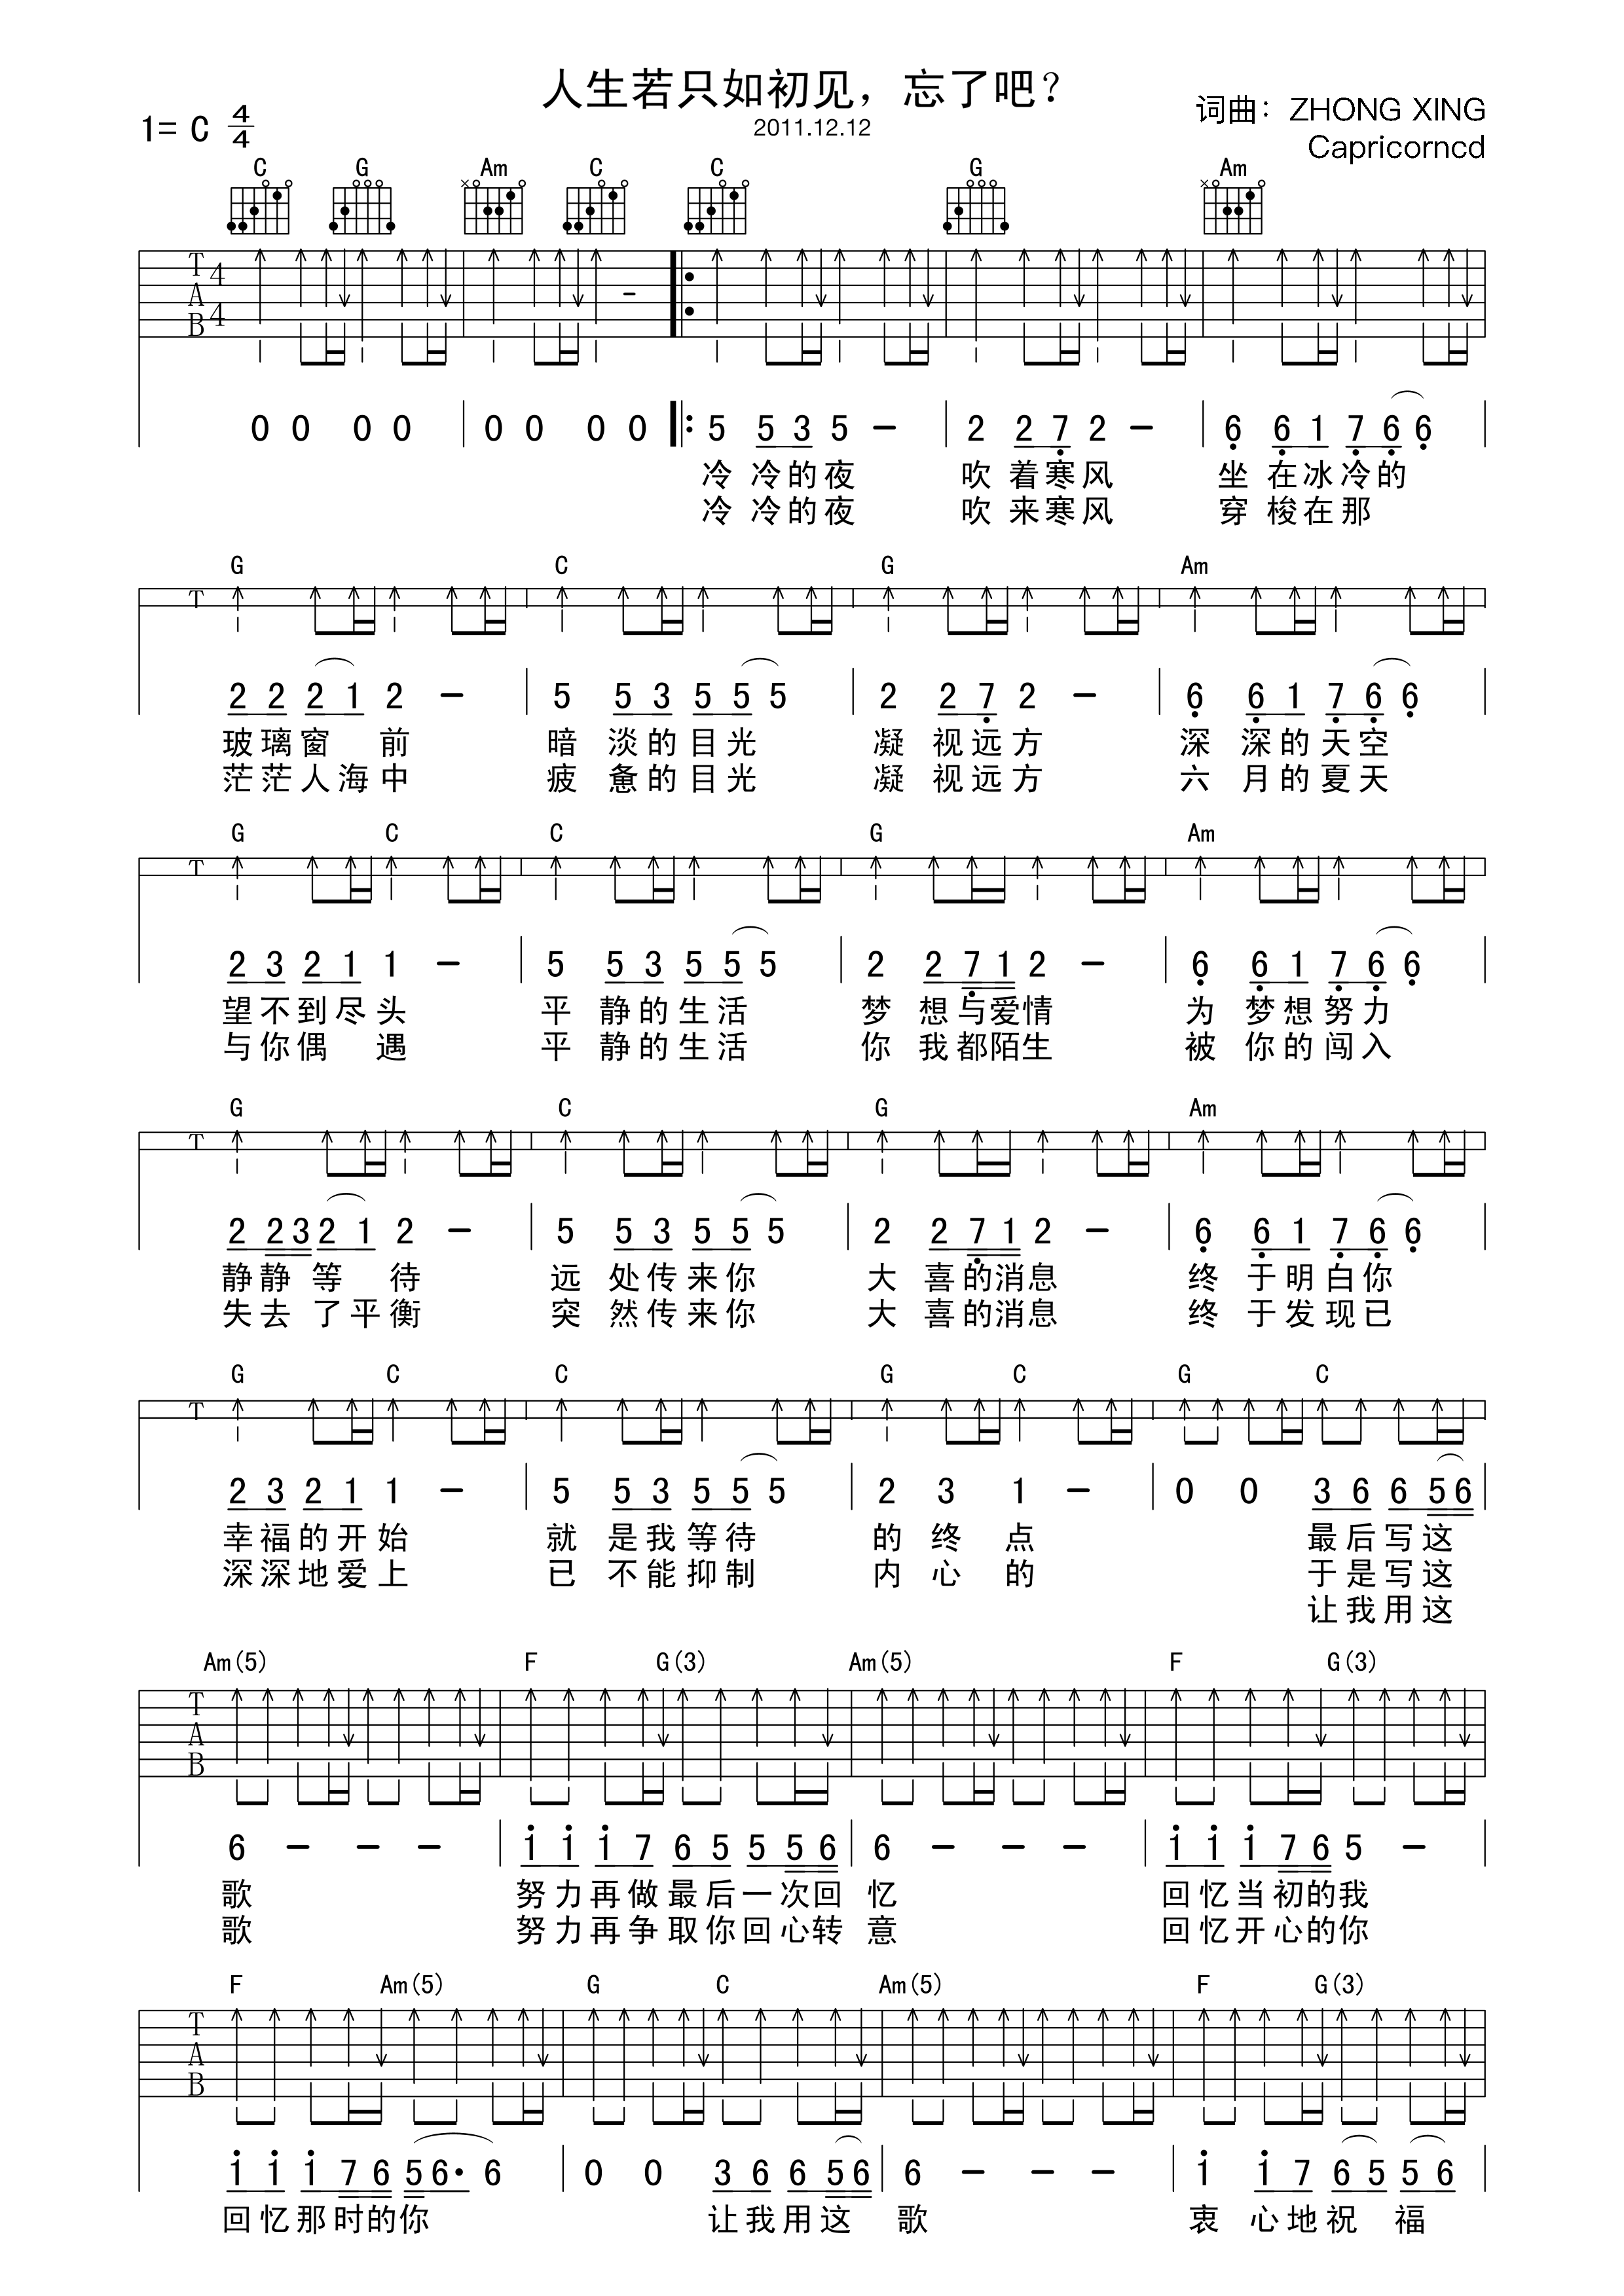 人生若只如初见，忘了吧？
2011.12.12
词曲：ZHONG XING
Capricorncd
1= C 4/4
C G Am C C G Am
T A B 4 4
0 0 0 0 0 0 0 0 5 5 3 5 - 2 2 7 2 - 6 6 1 7 6 6
冷 冷的夜 吹 着寒风 坐 在冰冷的
冷 冷的夜 吹 来寒风 穿 梭在那
G C G Am
T
2 2 2 1 2 - 5 5 3 5 5 5 2 2 7 2 - 6 6 1 7 6 6
玻璃窗 前 暗 淡的目光 凝 视远方 深 深的天空
茫茫人海中 疲 惫的目光 凝 视远方 六 月的夏天
G C C G Am
T
2 3 2 1 1 - 5 5 3 5 5 5 2 2 7 1 2 - 6 6 1 7 6 6
望不到尽头 平 静的生活 梦 想与爱情 为 梦想努力
与你偶 遇 平 静的生活 你 我都陌生 被 你的闯入
G C G Am
T
2 2 3 2 1 2 - 5 5 3 5 5 5 2 2 7 1 2 - 6 6 1 7 6 6
静静 等 待 远 处传来你 大 喜的消息 终 于明白你
失去 了平衡 突 然传来你 大 喜的消息 终 于发现已
G C C G C G C
T
2 3 2 1 1 - 5 5 3 5 5 5 2 3 1 - 0 0 3 6 6 5 6
幸福的开始 就 是我等待 的 终 点 最后写这
深深地爱上 已 不能抑制 内 心 的 于是写这
让我用这
Am(5) F G(3) Am(5) F G(3)
T A B
6 - - - 1 1 1 7 6 5 5 5 6 6 - - - 1 1 1 7 6 5 -
歌 努力再做最后一次回 忆 回忆当初的我
歌 努力再争取你回心转 意 回忆开心的你
F Am(5) G C Am(5) F G(3)
T A B
1 1 1 7 6 5 6· 6 0 0 3 6 6 5 6 6 - - - 1 1 7 6 5 5 6
回忆那时的你 让我用这 歌 衷 心地祝 福